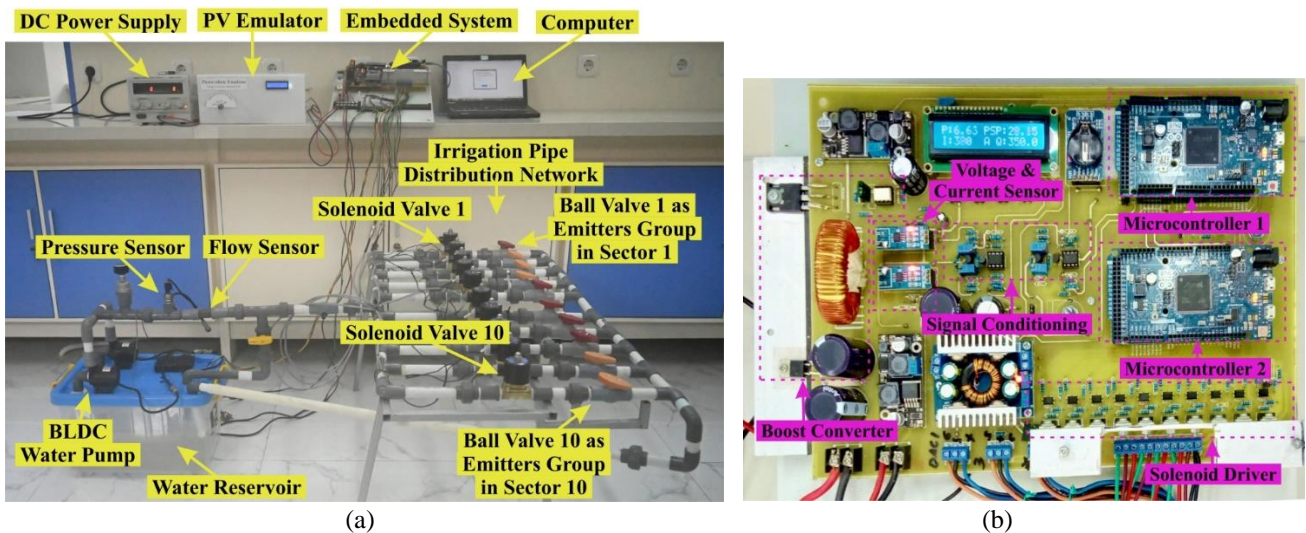 DC Power Supply
PV Emulator
Embedded System
Computer
Irrigation Pipe
Distribution Network
Solenoid Valve 1
Ball Valve 1 as
Emitters Group
in Sector 1
Pressure Sensor
Flow Sensor
Solenoid Valve 10
BLDC
Water Pump
Water Reservoir
Ball Valve 10 as
Emitters Group
in Sector 10
(a)
P:6.63 PSP:28.15
I:380 A Q:350.0
Voltage &
Current Sensor
Microcontroller 1
Signal Conditioning
Microcontroller 2
Boost Converter
DAC1
Solenoid Driver
(b)